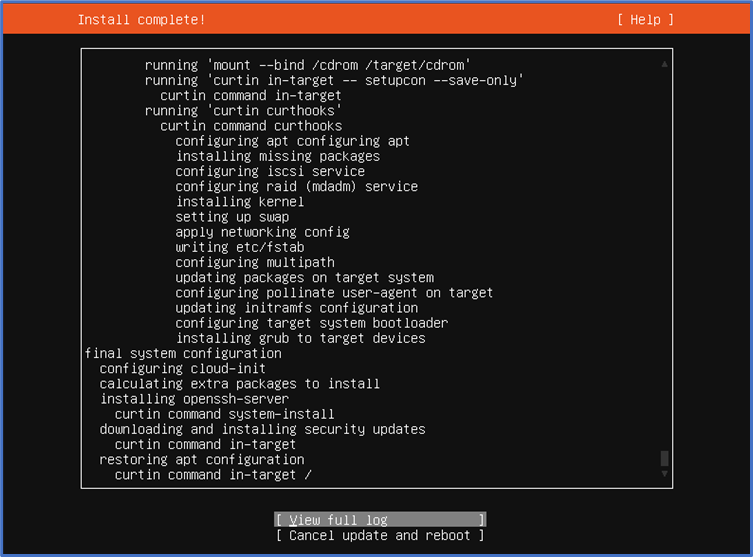 Install complete! [ Help ]
running 'mount --bind /cdrom /target/cdrom'
running 'curtin in-target -- setupcon --save-only'
curtin command in-target
running 'curtin curthooks'
curtin command curthooks
configuring apt configuring apt
installing missing packages
configuring iscsi service
configuring raid (mdadm) service
installing kernel
setting up swap
apply networking config
writing etc/fstab
configuring multipath
updating packages on target system
configuring pollinate user-agent on target
updating initramfs configuration
configuring target system bootloader
installing grub to target devices
final system configuration
configuring cloud-init
calculating extra packages to install
installing openssh-server
curtin command system-install
downloading and installing security updates
curtin command in-target
restoring apt configuration
curtin command in-target /
[ View full log ]
[ Cancel update and reboot ]